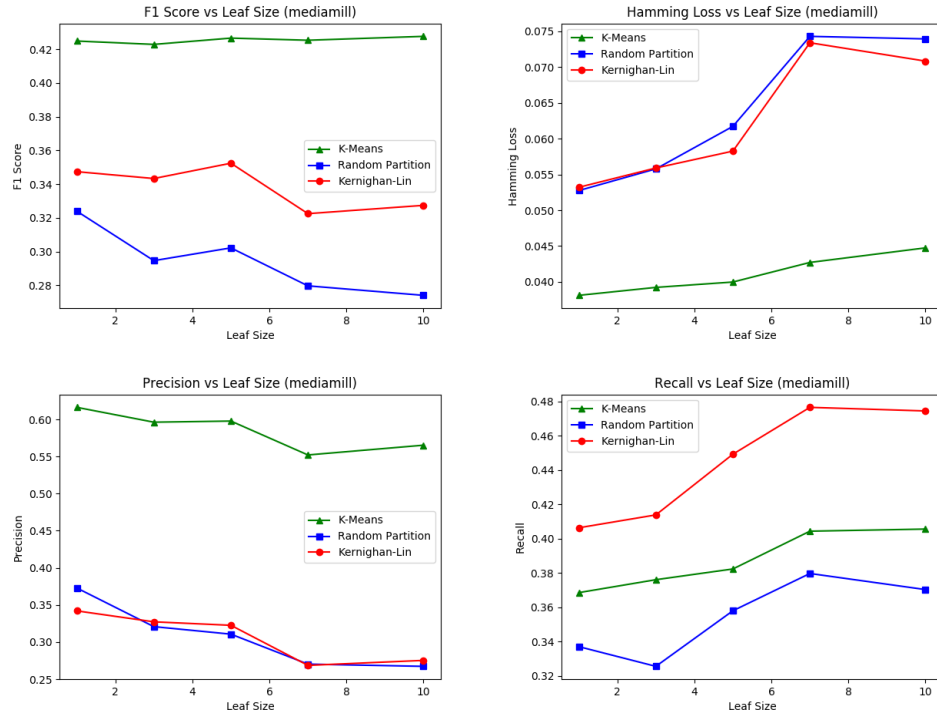 F1 Score vs Leaf Size (mediamill)
0.42
0.40
0.38
0.36
0.34
0.32
0.30
0.28
F1 Score
K-Means
Random Partition
Kernighan-Lin
2
4
6
8
10
Leaf Size
Hamming Loss vs Leaf Size (mediamill)
0.075
0.070
0.065
0.060
0.055
0.050
0.045
0.040
Hamming Loss
K-Means
Random Partition
Kernighan-Lin
2
4
6
8
10
Leaf Size
Precision vs Leaf Size (mediamill)
0.60
0.55
0.50
0.45
0.40
0.35
0.30
0.25
Precision
K-Means
Random Partition
Kernighan-Lin
2
4
6
8
10
Leaf Size
Recall vs Leaf Size (mediamill)
0.48
0.46
0.44
0.42
0.40
0.38
0.36
0.34
0.32
Recall
K-Means
Random Partition
Kernighan-Lin
2
4
6
8
10
Leaf Size